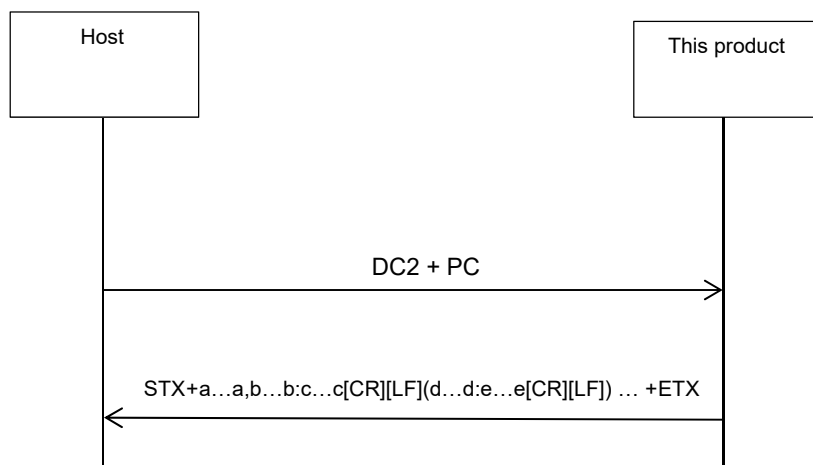 Host
This product
DC2 + PC
STX+a…a,b…b:c…c[CR][LF](d…d:e…e[CR][LF]) … +ETX